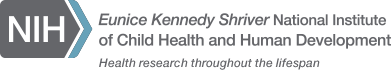 NIH Eunice Kennedy Shriver National Institute
of Child Health and Human Development
Health research throughout the lifespan